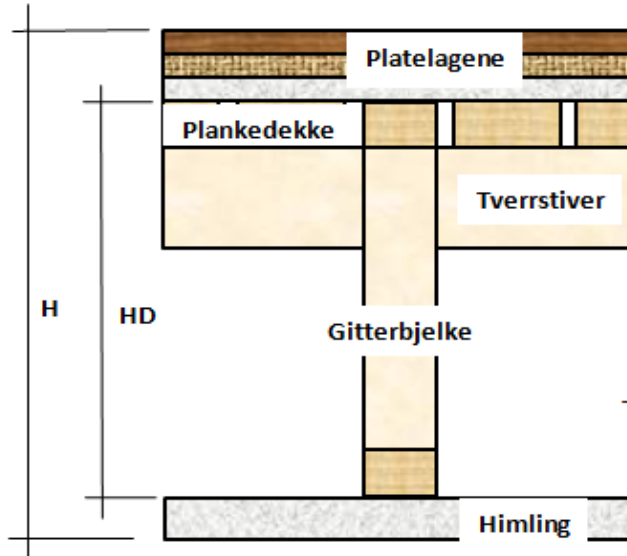 Platelagene
Plankedekke
Tverrstiver
H
HD
Gitterbjelke
Himling